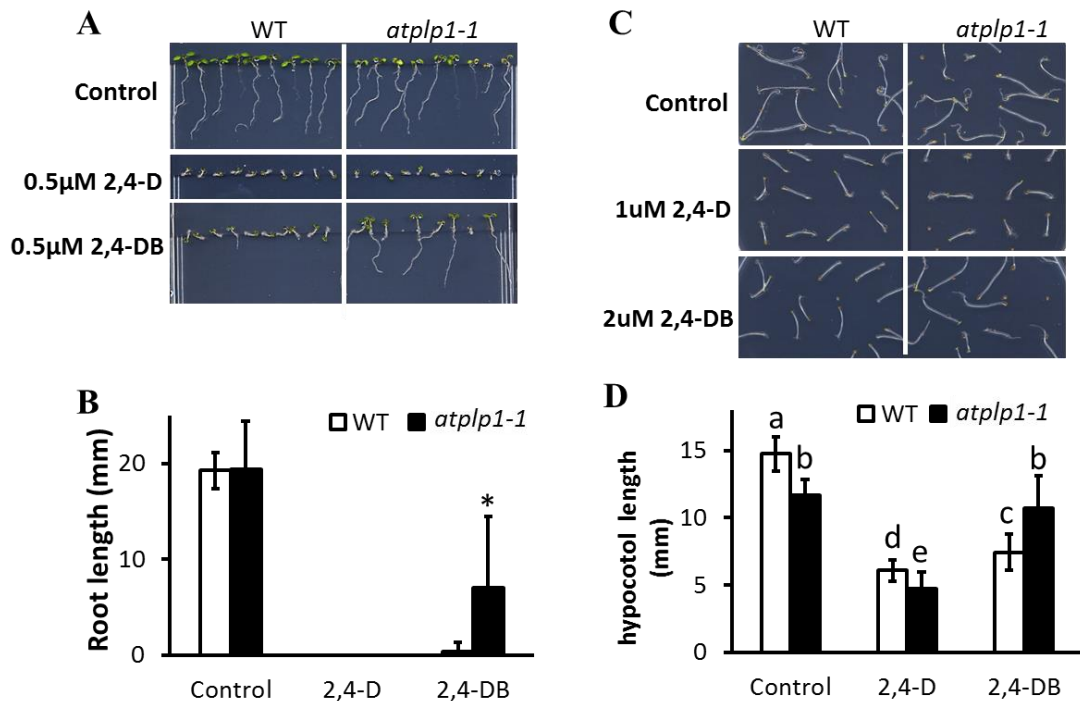 A
WT atplp1-1
Control
0.5µM 2,4-D
0.5µM 2,4-DB
B
WT atplp1-1
Root length (mm)
20
10
0
*
Control 2,4-D 2,4-DB
C
WT atplp1-1
Control
1uM 2,4-D
2uM 2,4-DB
D
WT atplp1-1
hypocotol length
(mm)
15
10
5
0
a b d e c b
Control 2,4-D 2,4-DB